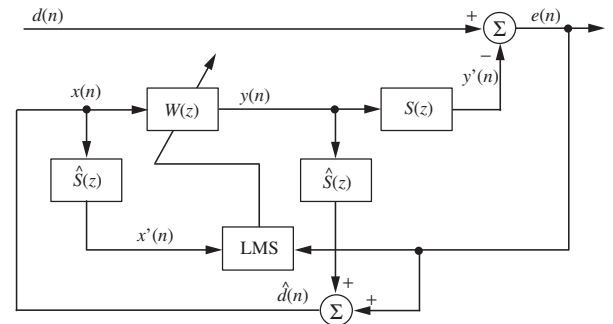 d(n)
+
Σ
e(n)
−
y'(n)
x(n)
W(z)
y(n)
S(z)
Ŝ(z)
Ŝ(z)
x'(n)
LMS
+
d̂(n)
Σ
+